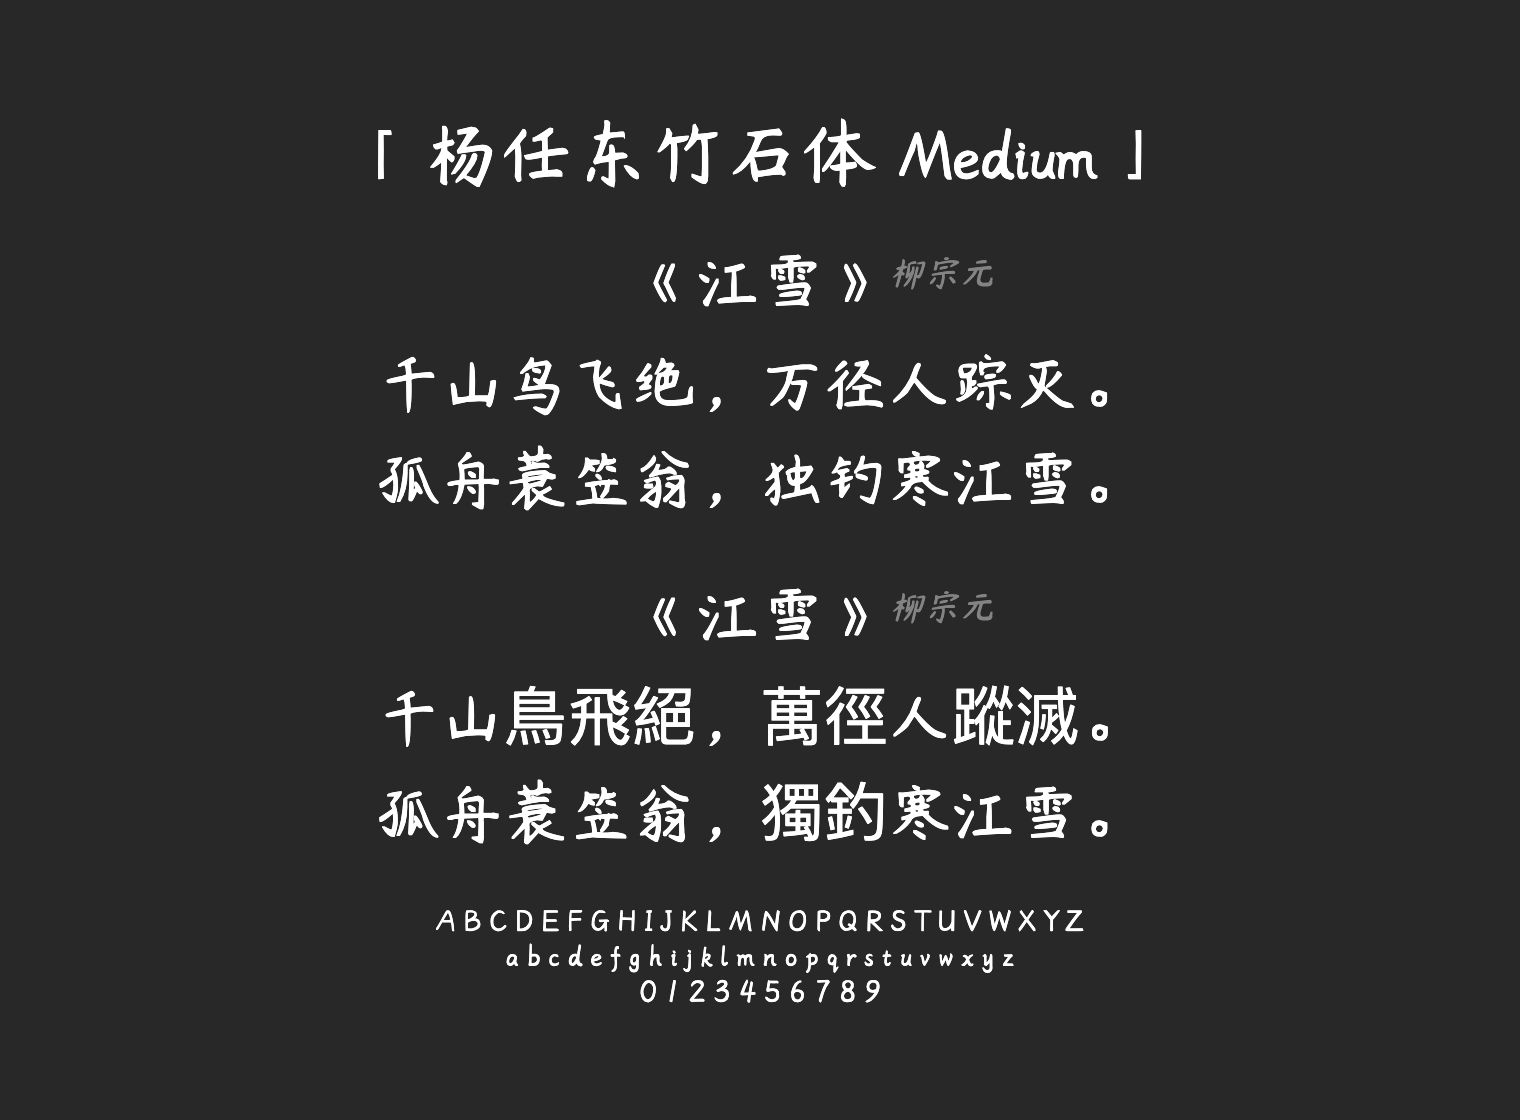 「 杨任东竹石体 Medium 」
《 江雪 》 柳宗元
千山鸟飞绝，万径人踪灭。
孤舟蓑笠翁，独钓寒江雪。
《 江雪 》 柳宗元
千山鳥飛絕，萬徑人蹤滅。
孤舟蓑笠翁，獨釣寒江雪。
ABCDEFGHIJKLMNOPQRSTUVWXYZ
abcdefghijklmnopqrstuvwxyz
0123456789